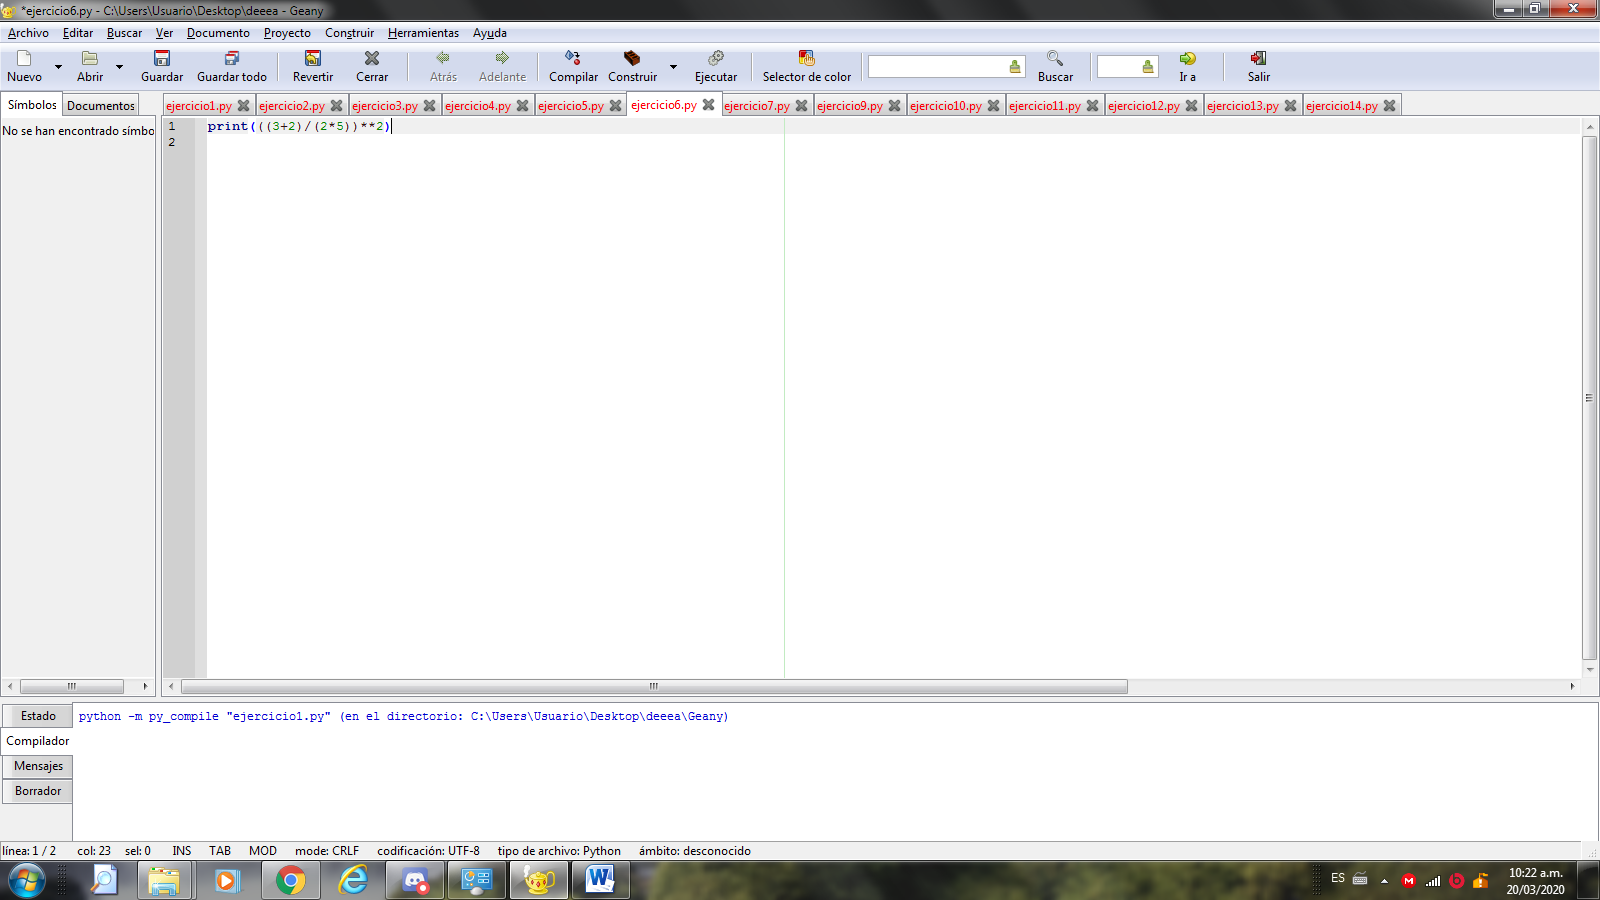 *ejercicio6.py - C:\Users\Usuario\Desktop\deeea - Geany
Archivo Editar Buscar Ver Documento Proyecto Construir Herramientas Ayuda
Nuevo Abrir Guardar Guardar todo Revertir Cerrar Atrás Adelante Compilar Construir Ejecutar Selector de color Buscar Ir a Salir
Símbolos Documentos ejercicio1.py ejercicio2.py ejercicio3.py ejercicio4.py ejercicio5.py ejercicio6.py ejercicio7.py ejercicio9.py ejercicio10.py ejercicio11.py ejercicio12.py ejercicio13.py ejercicio14.py
No se han encontrado símbo
1 print(((3+2)/(2*5))**2)
2
Estado
Compilador
Mensajes
Borrador
python -m py_compile "ejercicio1.py" (en el directorio: C:\Users\Usuario\Desktop\deeea\Geany)
línea: 1 / 2 col: 23 sel: 0 INS TAB MOD mode: CRLF codificación: UTF-8 tipo de archivo: Python ámbito: desconocido
ES
10:22 a.m.
20/03/2020